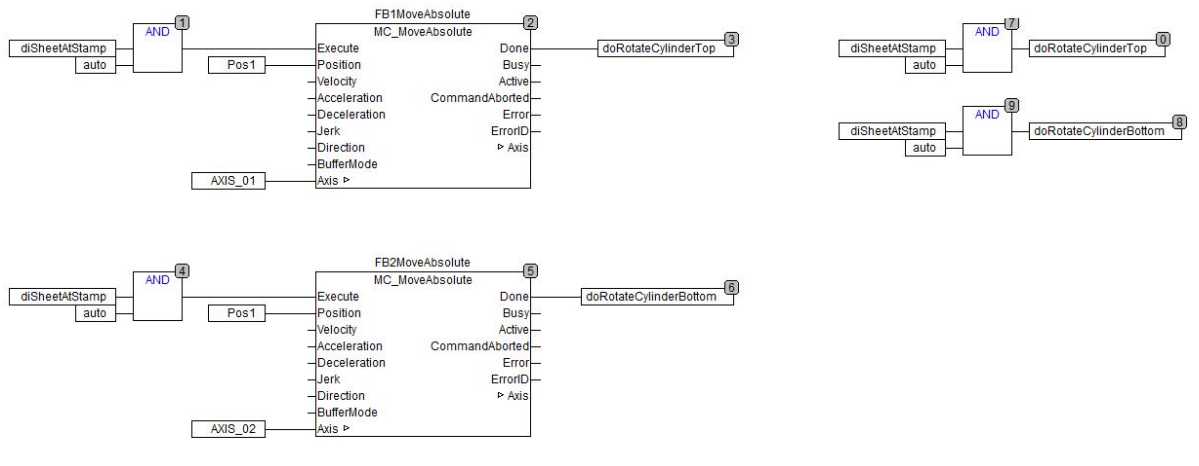 1
AND
diSheetAtStamp
auto
FB1MoveAbsolute
2
MC_MoveAbsolute
Execute Done
Pos1 Position Busy
Velocity Active
Acceleration CommandAborted
Deceleration Error
Jerk ErrorID
Direction Axis
BufferMode
AXIS_01 Axis
doRotateCylinderTop 3
7
AND
diSheetAtStamp
auto
doRotateCylinderTop 0
9
AND
diSheetAtStamp
auto
doRotateCylinderBottom 8
4
AND
diSheetAtStamp
auto
FB2MoveAbsolute
5
MC_MoveAbsolute
Execute Done
Pos1 Position Busy
Velocity Active
Acceleration CommandAborted
Deceleration Error
Jerk ErrorID
Direction Axis
BufferMode
AXIS_02 Axis
doRotateCylinderBottom 6